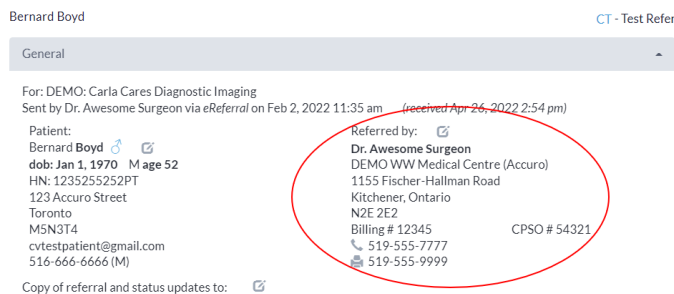 Bernard Boyd
CT - Test Refer
General
For: DEMO: Carla Cares Diagnostic Imaging
Sent by Dr. Awesome Surgeon via eReferral on Feb 2, 2022 11:35 am (received Apr 26, 2022 2:54 pm)
Patient:
Bernard Boyd
dob: Jan 1, 1970 M age 52
HN: 1235255252PT
123 Accuro Street
Toronto
M5N3T4
cvtestpatient@gmail.com
516-666-6666 (M)
Referred by:
Dr. Awesome Surgeon
DEMO WW Medical Centre (Accuro)
1155 Fischer-Hallman Road
Kitchener, Ontario
N2E 2E2
Billing # 12345 CPSO # 54321
519-555-7777
519-555-9999
Copy of referral and status updates to: